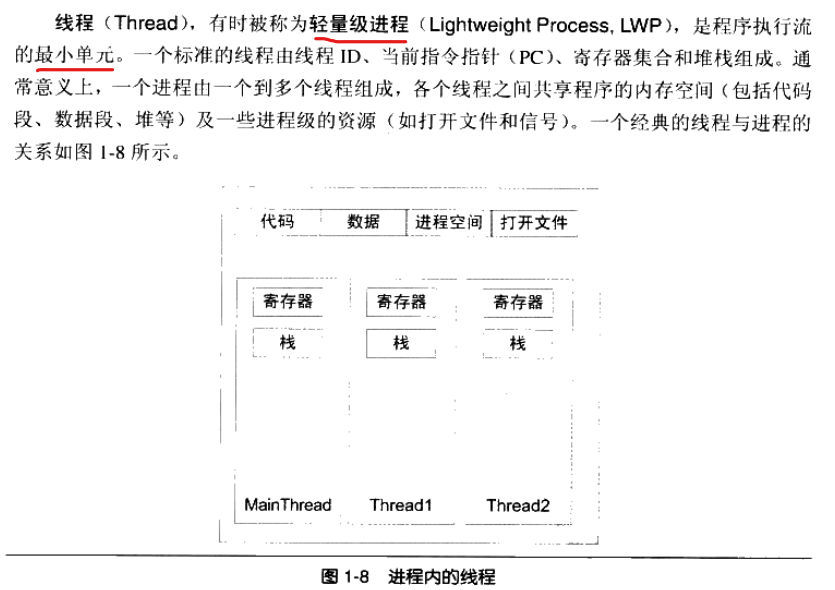 线程（Thread），有时被称为轻量级进程（Lightweight Process, LWP），是程序执行流
的最小单元。一个标准的线程由线程 ID、当前指令指针（PC）、寄存器集合和堆栈组成。通
常意义上，一个进程由一个到多个线程组成，各个线程之间共享程序的内存空间（包括代码
段、数据段、堆等）及一些进程级的资源（如打开文件和信号）。一个经典的线程与进程的
关系如图 1-8 所示。
代码 数据 进程空间 打开文件
寄存器 寄存器 寄存器
栈 栈 栈
MainThread Thread1 Thread2
图 1-8 进程内的线程